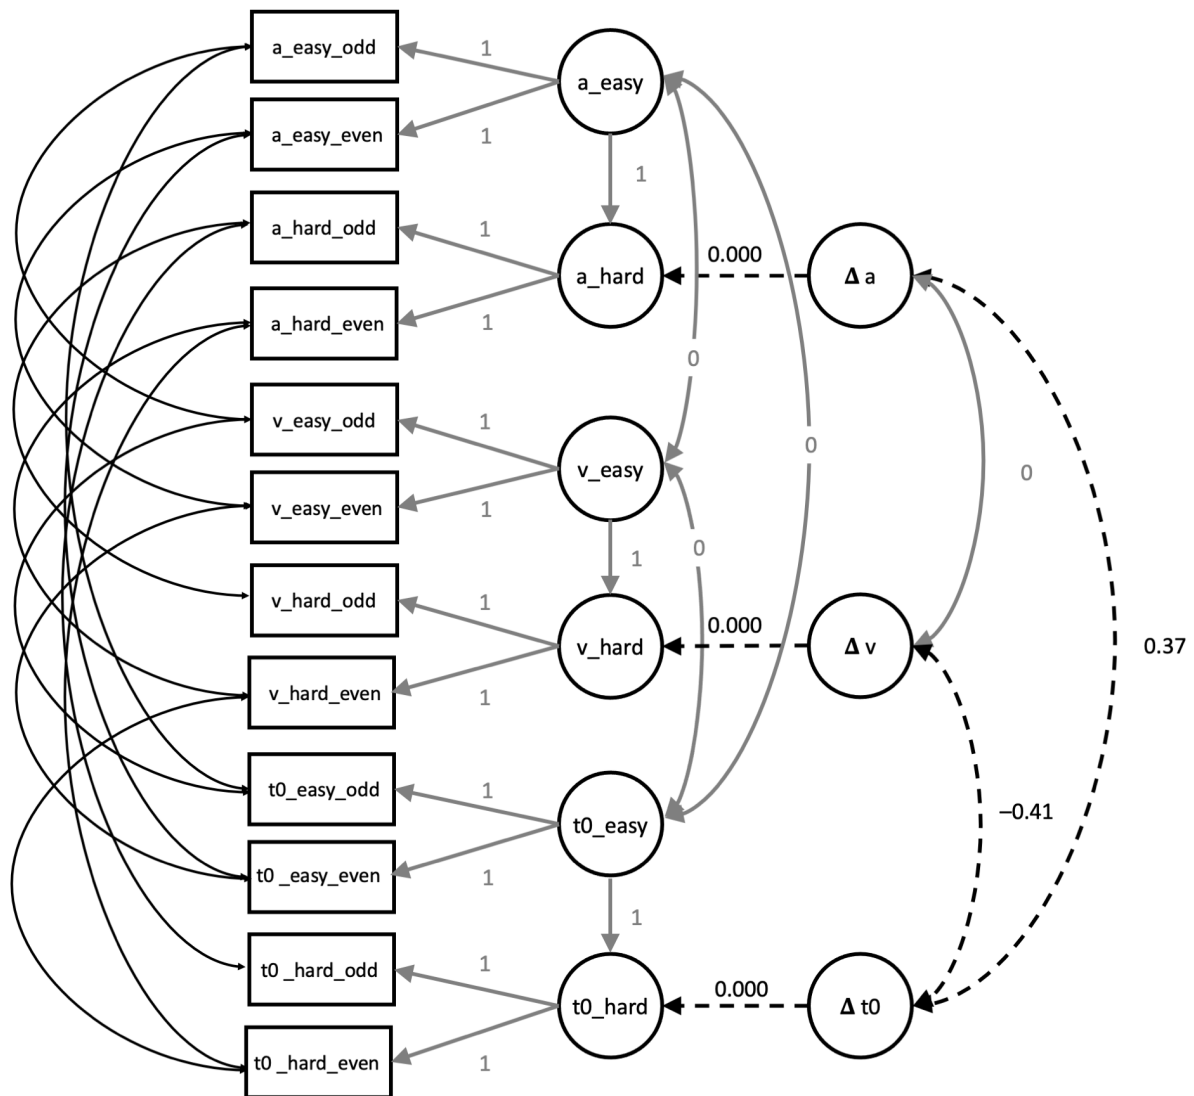 a_easy_odd
1
a_easy
a_easy_even
1
1
a_hard_odd
1
0.000
a_hard
Δ a
a_hard_even
1
0
v_easy_odd
1
0
v_easy
0
v_easy_even
1
0
1
v_hard_odd
1
0.000
v_hard
Δ v
0.37
v_hard_even
1
t0_easy_odd
1
−0.41
t0_easy
t0 _easy_even
1
1
t0 _hard_odd
1
0.000
t0_hard
Δ t0
t0 _hard_even
1